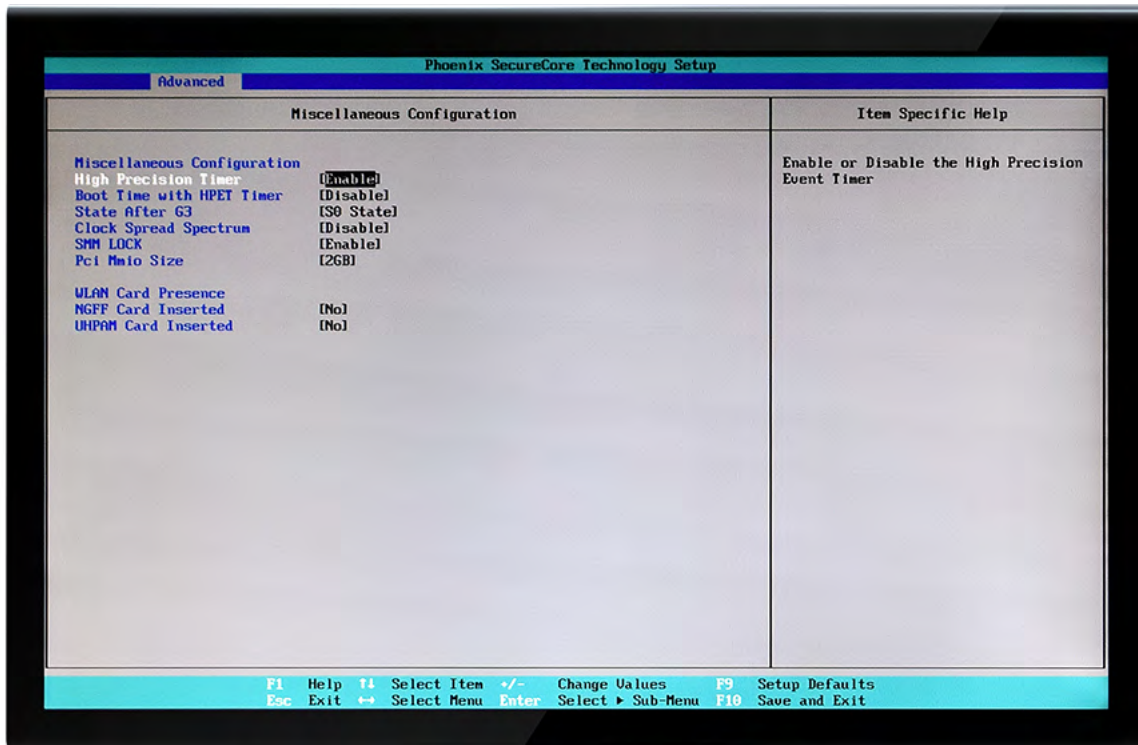 Phoenix SecureCore Technology Setup
Advanced
Miscellaneous Configuration
Item Specific Help
Miscellaneous Configuration
High Precision Timer [Enable]
Boot Time with HPET Timer [Disable]
State After G3 [S0 State]
Clock Spread Spectrum [Disable]
SMM LOCK [Enable]
Pci Mmio Size [2GB]
WLAN Card Presence
NGFF Card Inserted [No]
UHPAM Card Inserted [No]
Enable or Disable the High Precision
Event Timer
F1 Help ↑↓ Select Item +/- Change Values F9 Setup Defaults
Esc Exit ↔ Select Menu Enter Select ▶ Sub-Menu F10 Save and Exit